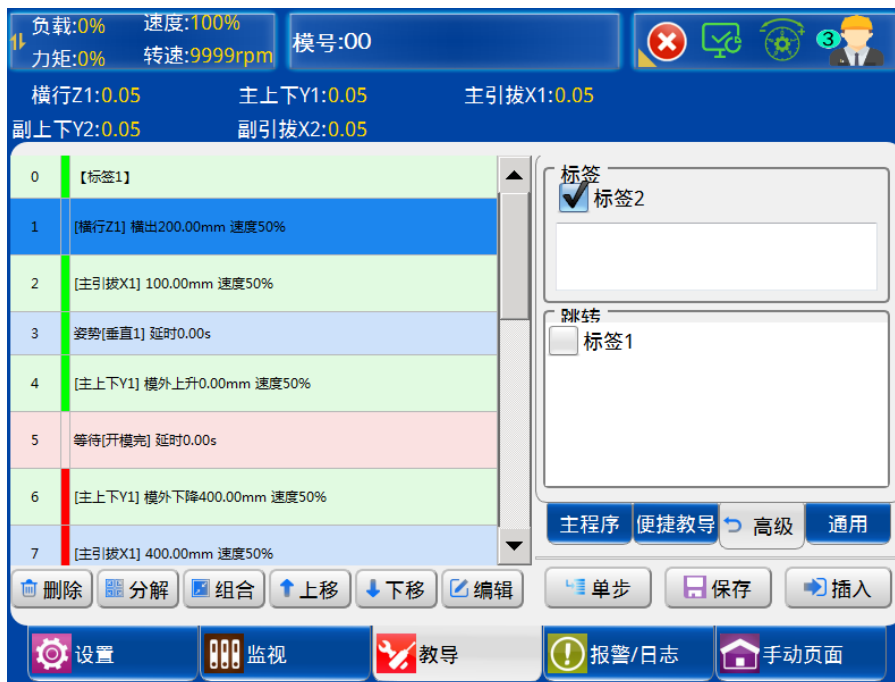 负载:0% 速度:100%
力矩:0% 转速:9999rpm
模号:00
3
横行Z1:0.05 主上下Y1:0.05 主引拔X1:0.05
副上下Y2:0.05 副引拔X2:0.05
0 【标签1】
1 [横行Z1] 横出200.00mm 速度50%
2 [主引拔X1] 100.00mm 速度50%
3 姿势[垂直1] 延时0.00s
4 [主上下Y1] 模外上升0.00mm 速度50%
5 等待[开模完] 延时0.00s
6 [主上下Y1] 模外下降400.00mm 速度50%
7 [主引拔X1] 400.00mm 速度50%
标签
标签2
跳转
标签1
主程序 便捷教导 高级 通用
删除 分解 组合 上移 下移 编辑 单步 保存 插入
设置 监视 教导 报警/日志 手动页面